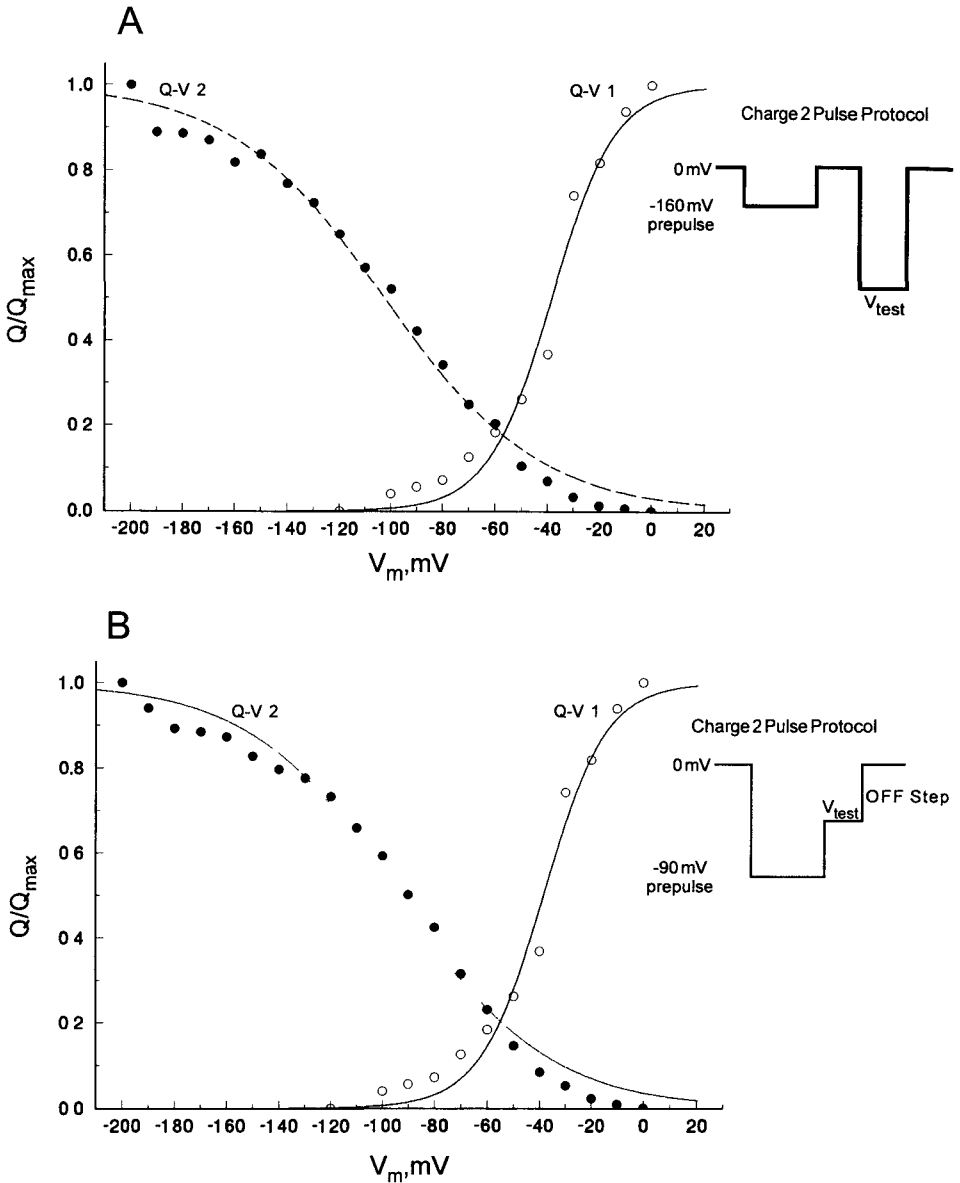 A
Q-V 2
Q-V 1
Charge 2 Pulse Protocol
0 mV
-160 mV
prepulse
Vtest
1.0
0.8
0.6
0 4
0 2
0.0
Q/Qmax
-200 -180 -160 -140 -120 -100 -80 -60 -40 -20 0 20
Vm,mV
B
Q-V 2
Q-V 1
Charge 2 Pulse Protocol
0 mV
Vtest
OFF Step
-90 mV
prepulse
1.0
0.8
0 6
0 4
0 2
0 0
Q/Qmax
-200 -180 -160 -140 -120 -100 -80 -60 -40 -20 0 20
Vm,mV